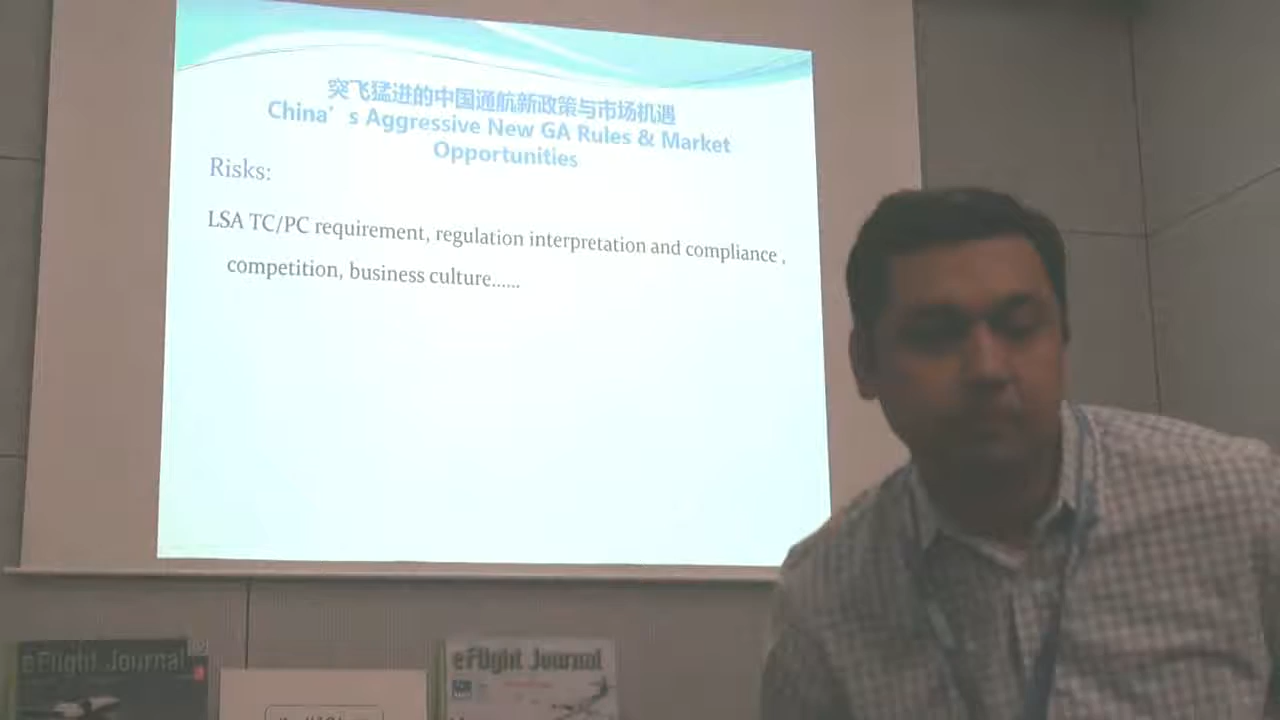 突飞猛进的中国通航新政策与市场机遇
China's Aggressive New GA Rules & Market
Opportunities
Risks:
LSA TC/PC requirement, regulation interpretation and compliance ,
competition, business culture......
eFlight Journal
eFlight Journal